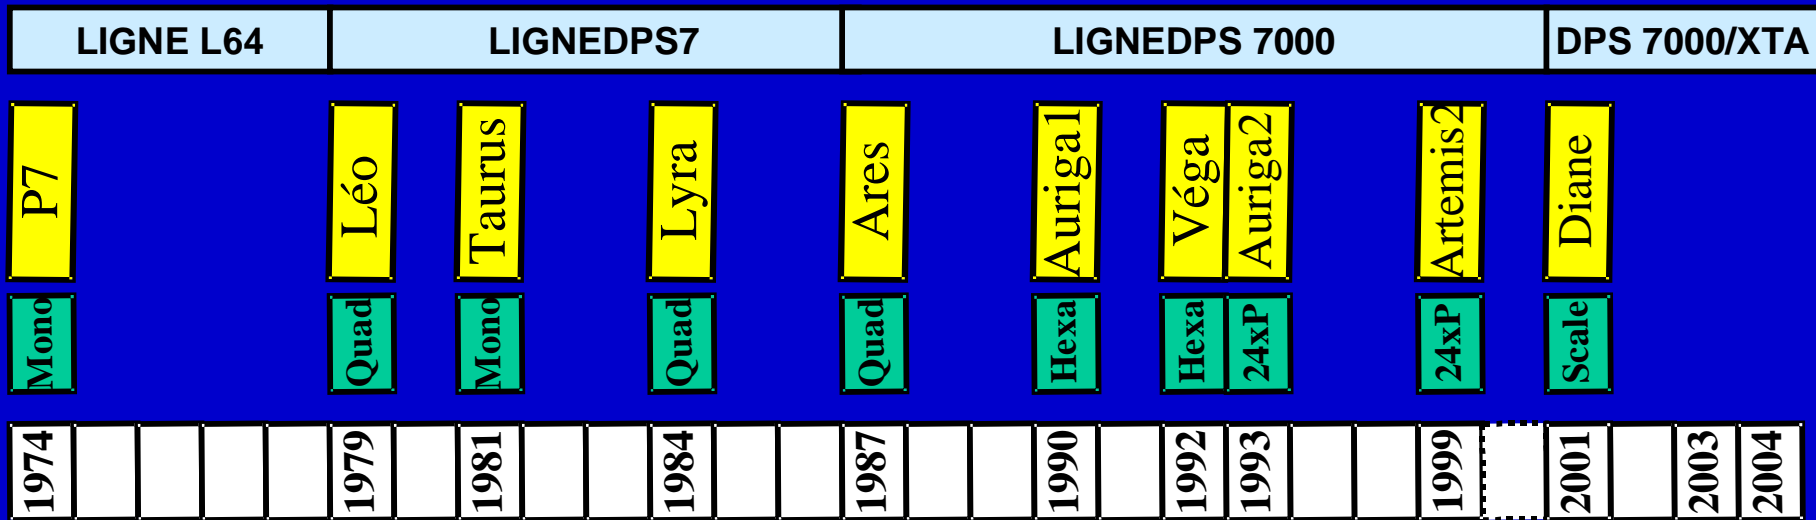 LIGNE L64 LIGNEDPS7 LIGNEDPS 7000 DPS 7000/XTA
P7 Léo Taurus Lyra Ares Auriga1 Véga Auriga2 Artemis2 Diane
Mono Quad Mono Quad Quad Hexa Hexa 24xP 24xP Scale
1974 1979 1981 1984 1987 1990 1992 1993 1999 2001 2003 2004